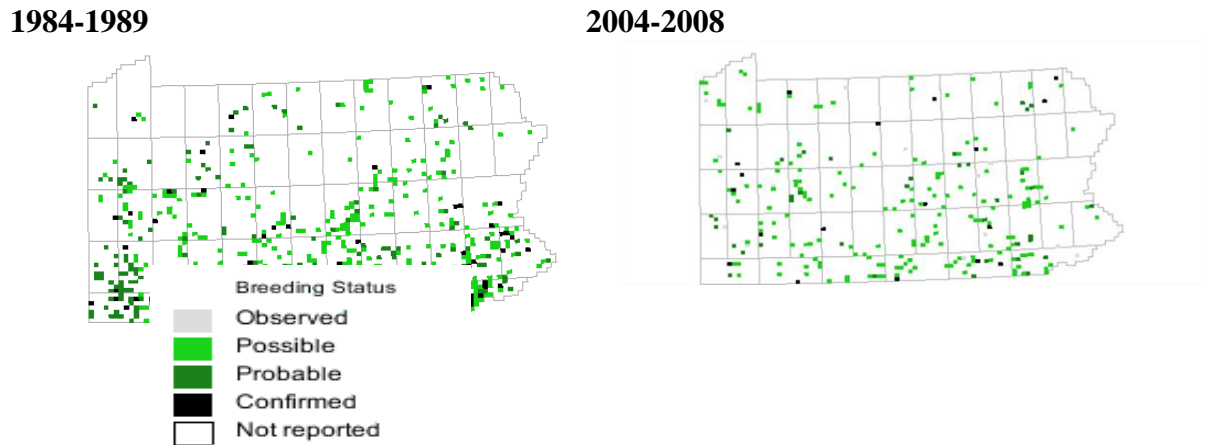 1984-1989
2004-2008
Breeding Status
Observed
Possible
Probable
Confirmed
Not reported